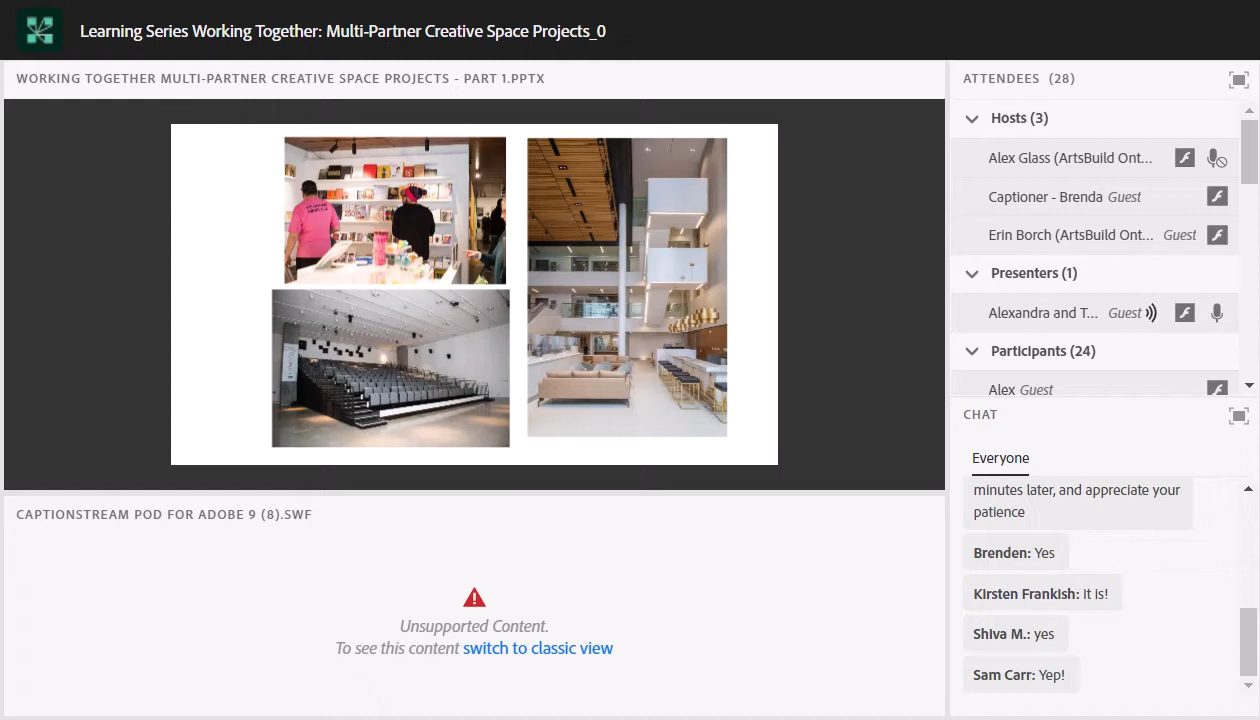 Learning Series Working Together: Multi-Partner Creative Space Projects_0
WORKING TOGETHER MULTI-PARTNER CREATIVE SPACE PROJECTS - PART 1.PPTX
CAPTIONSTREAM POD FOR ADOBE 9 (8).SWF
Unsupported Content.
To see this content switch to classic view
ATTENDEES (28)
Hosts (3)
Alex Glass (ArtsBuild Ont...
Captioner - Brenda Guest
Erin Borch (ArtsBuild Ont... Guest
Presenters (1)
Alexandra and T... Guest
Participants (24)
Alex Guest
CHAT
Everyone
minutes later, and appreciate your
patience
Brenden: Yes
Kirsten Frankish: It is!
Shiva M.: yes
Sam Carr: Yep!